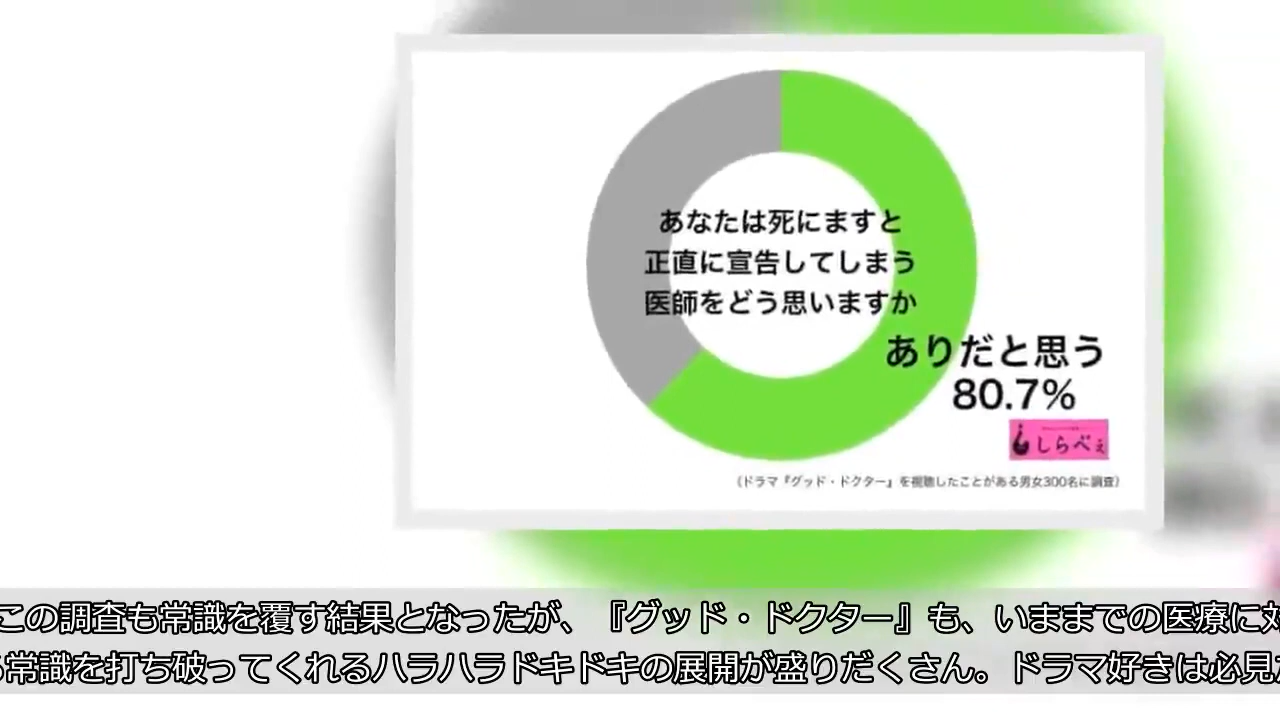 あなたは死にますと
正直に宣告してしまう
医師をどう思いますか
ありだと思う
80.7%
しらべぇ
（ドラマ『グッド・ドクター』を視聴したことがある男女300名に調査）
この調査も常識を覆す結果となったが、『グッド・ドクター』も、いままでの医療に対
常識を打ち破ってくれるハラハラドキドキの展開が盛りだくさん。ドラマ好きは必見だ